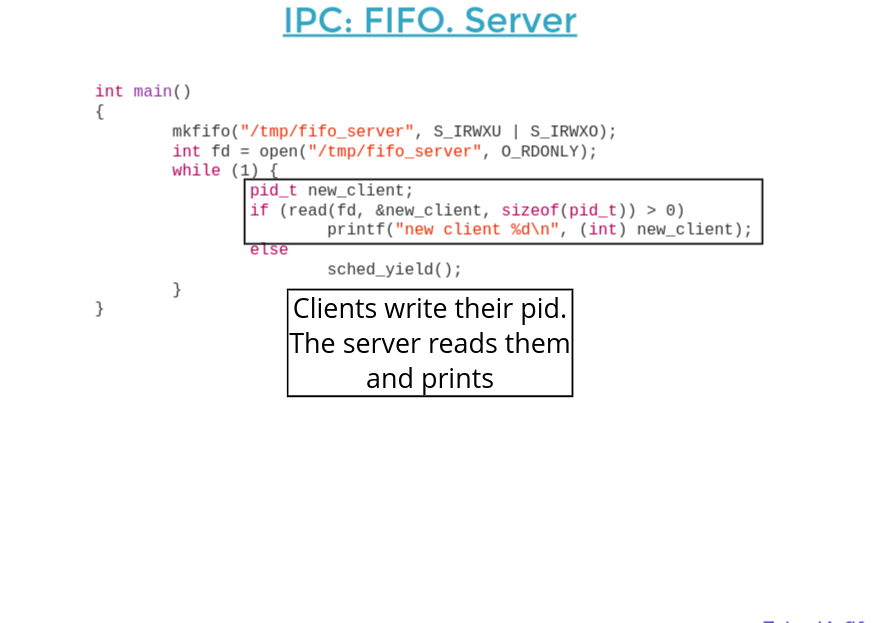 IPC: FIFO. Server
int main()
{
mkfifo("/tmp/fifo_server", S_IRWXU | S_IRWXO);
int fd = open("/tmp/fifo_server", O_RDONLY);
while (1) {
pid_t new_client;
if (read(fd, &new_client, sizeof(pid_t)) > 0)
printf("new client %d\n", (int) new_client);
else
sched_yield();
}
}
Clients write their pid.
The server reads them
and prints